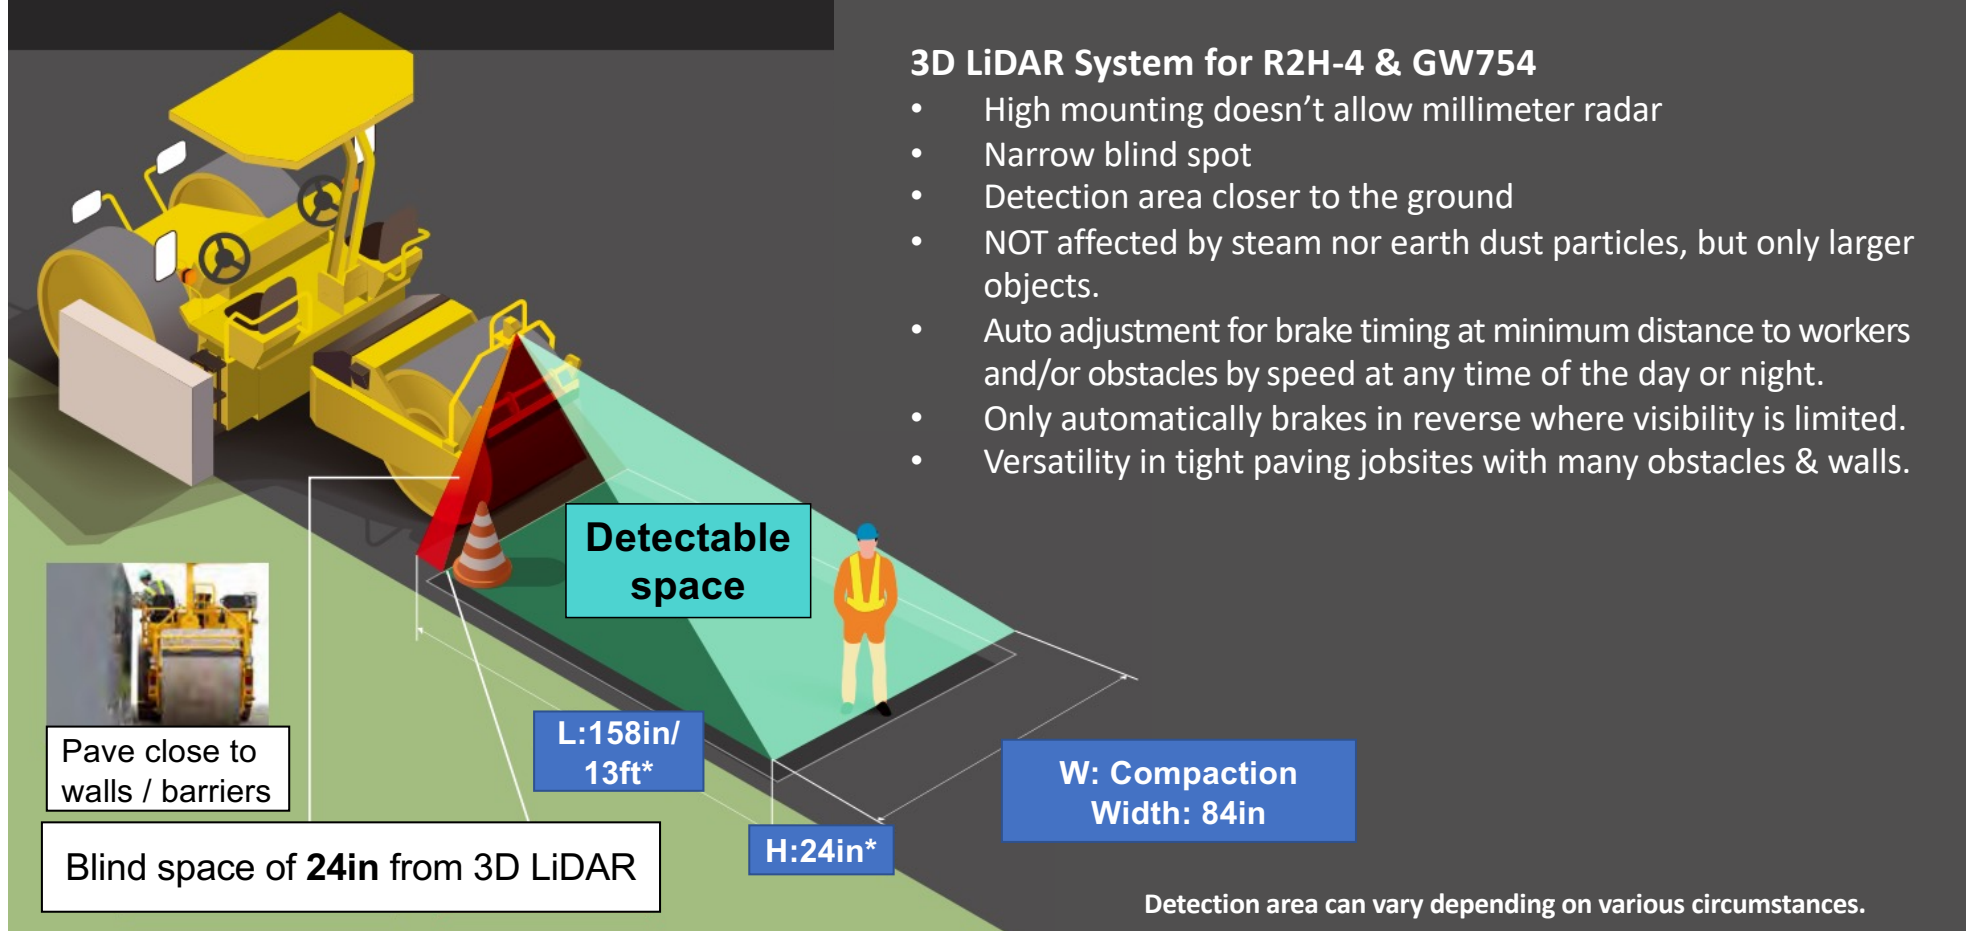 3D LiDAR System for R2H-4 & GW754
• High mounting doesn’t allow millimeter radar
• Narrow blind spot
• Detection area closer to the ground
• NOT affected by steam nor earth dust particles, but only larger
objects.
• Auto adjustment for brake timing at minimum distance to workers
and/or obstacles by speed at any time of the day or night.
• Only automatically brakes in reverse where visibility is limited.
• Versatility in tight paving jobsites with many obstacles & walls.
Detectable
space
L:158in/
13ft*
Pave close to
walls / barriers
W: Compaction
Width: 84in
H:24in*
Blind space of 24in from 3D LiDAR
Detection area can vary depending on various circumstances.